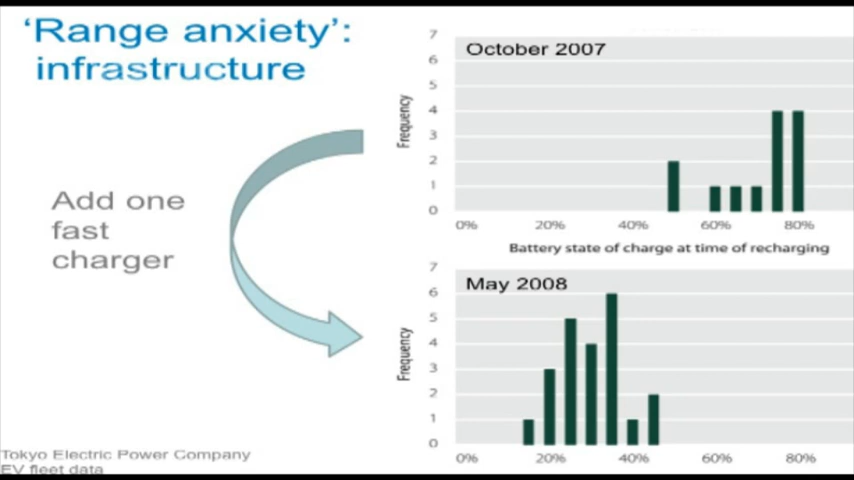 ‘Range anxiety’:
infrastructure
Add one
fast
charger
Tokyo Electric Power Company
EV fleet data
October 2007
Frequency
7
6
5
4
3
2
1
0
0% 20% 40% 60% 80%
Battery state of charge at time of recharging
May 2008
Frequency
7
6
5
4
3
2
1
0
0% 20% 40% 60% 80%